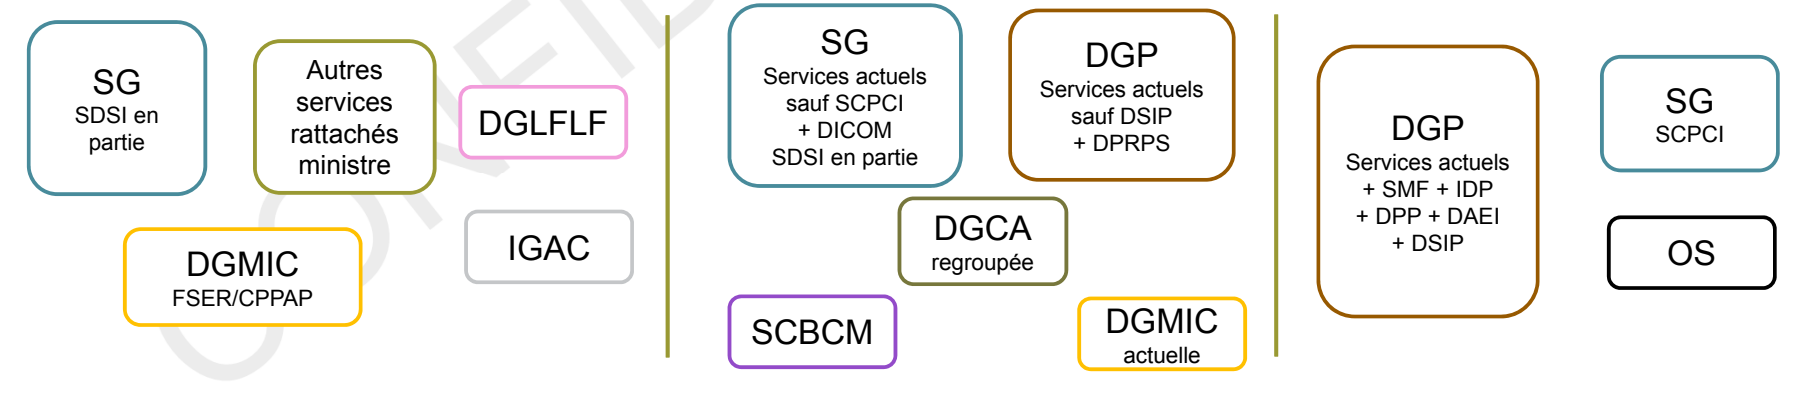 SG
SDSI en
partie
Autres
services
rattachés
ministre
DGLFLF
DGMIC
FSER/CPPAP
IGAC
SG
Services actuels
sauf SCPCI
+ DICOM
SDSI en partie
DGP
Services actuels
sauf DSIP
+ DPRPS
DGCA
regroupée
SCBCM
DGMIC
actuelle
DGP
Services actuels
+ SMF + IDP
+ DPP + DAEI
+ DSIP
SG
SCPCI
OS
CONFID